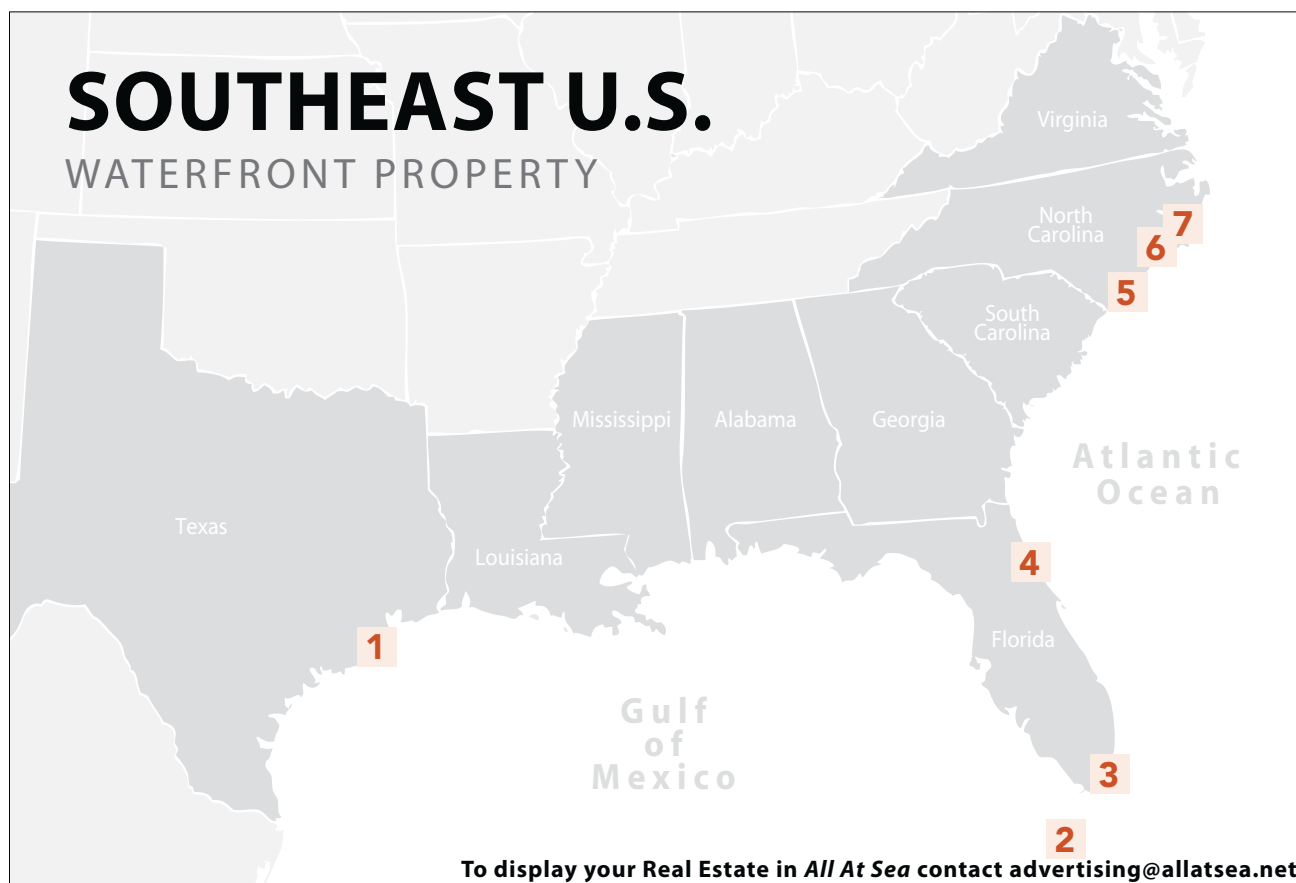 SOUTHEAST U.S.
WATERFRONT PROPERTY
Virginia
North
Carolina
7
6
5
South
Carolina
Mississippi
Alabama
Georgia
Atlantic
Ocean
Texas
Louisiana
4
Florida
1
Gulf
of
Mexico
3
2
To display your Real Estate in All At Sea contact advertising@allatsea.net